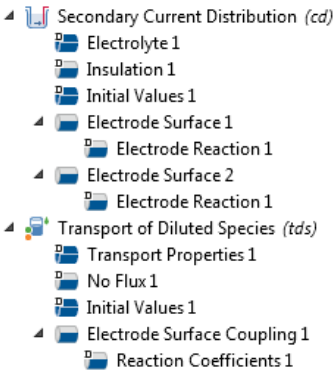 Secondary Current Distribution (cd)
Electrolyte 1
Insulation 1
Initial Values 1
Electrode Surface 1
Electrode Reaction 1
Electrode Surface 2
Electrode Reaction 1
Transport of Diluted Species (tds)
Transport Properties 1
No Flux 1
Initial Values 1
Electrode Surface Coupling 1
Reaction Coefficients 1